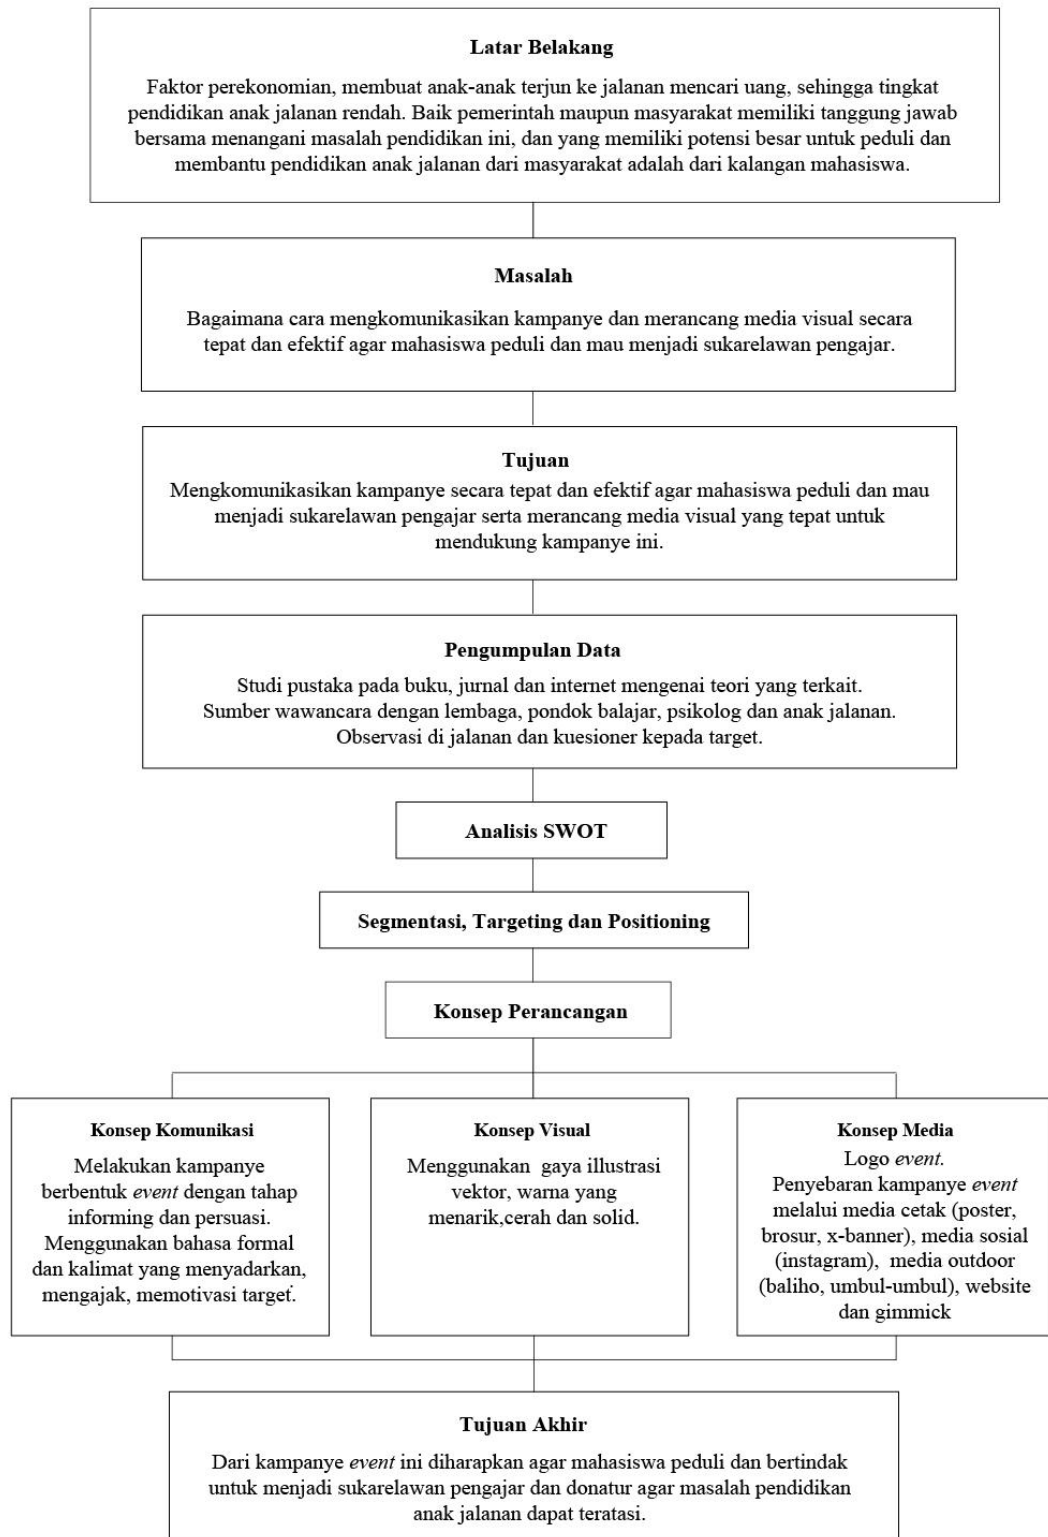 Latar Belakang
Faktor perekonomian, membuat anak-anak terjun ke jalanan mencari uang, sehingga tingkat
pendidikan anak jalanan rendah. Baik pemerintah maupun masyarakat memiliki tanggung jawab
bersama menangani masalah pendidikan ini, dan yang memiliki potensi besar untuk peduli dan
membantu pendidikan anak jalanan dari masyarakat adalah dari kalangan mahasiswa.
Masalah
Bagaimana cara mengkomunikasikan kampanye dan merancang media visual secara
tepat dan efektif agar mahasiswa peduli dan mau menjadi sukarelawan pengajar.
Tujuan
Mengkomunikasikan kampanye secara tepat dan efektif agar mahasiswa peduli dan mau
menjadi sukarelawan pengajar serta merancang media visual yang tepat untuk
mendukung kampanye ini.
Pengumpulan Data
Studi pustaka pada buku, jurnal dan internet mengenai teori yang terkait.
Sumber wawancara dengan lembaga, pondok balajar, psikolog dan anak jalanan.
Observasi di jalanan dan kuesioner kepada target.
Analisis SWOT
Segmentasi, Targeting dan Positioning
Konsep Perancangan
Konsep Komunikasi
Melakukan kampanye
berbentuk event dengan tahap
informing dan persuasi.
Menggunakan bahasa formal
dan kalimat yang menyadarkan,
mengajak, memotivasi target.
Konsep Visual
Menggunakan gaya illustrasi
vektor, warna yang
menarik,cerah dan solid.
Konsep Media
Logo event.
Penyebaran kampanye event
melalui media cetak (poster,
brosur, x-banner), media sosial
(instagram), media outdoor
(baliho, umbul-umbul), website
dan gimmick
Tujuan Akhir
Dari kampanye event ini diharapkan agar mahasiswa peduli dan bertindak
untuk menjadi sukarelawan pengajar dan donatur agar masalah pendidikan
anak jalanan dapat teratasi.